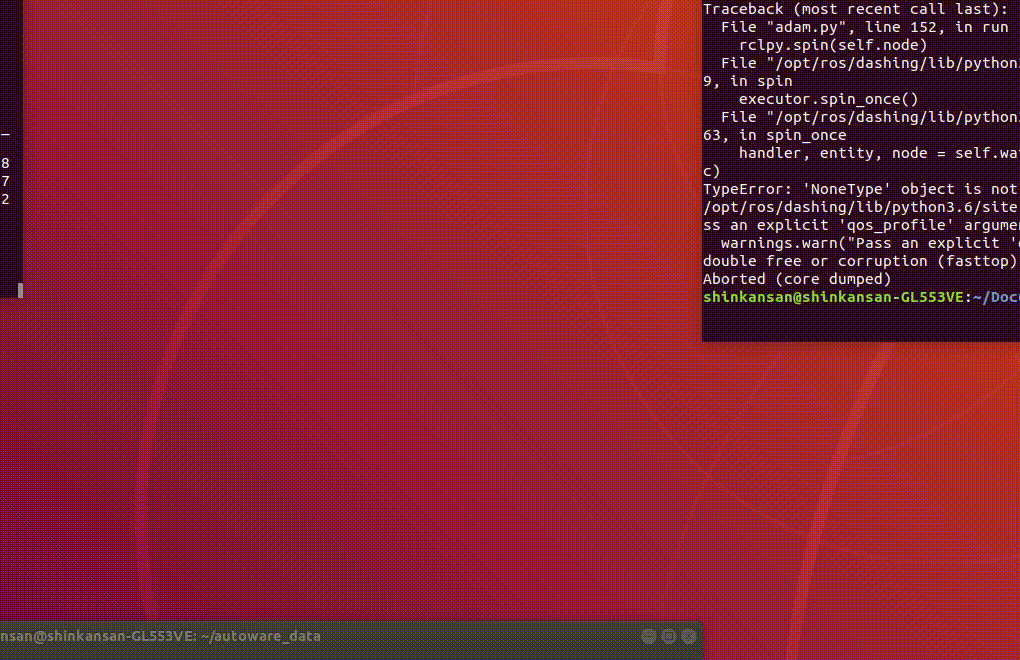 –
8
7
2
Traceback (most recent call last):
File "adam.py", line 152, in run
rclpy.spin(self.node)
File "/opt/ros/dashing/lib/python3
9, in spin
executor.spin_once()
File "/opt/ros/dashing/lib/python3
63, in spin_once
handler, entity, node = self.wa
c)
TypeError: 'NoneType' object is not
/opt/ros/dashing/lib/python3.6/site
ss an explicit 'qos_profile' argume
warnings.warn("Pass an explicit '
double free or corruption (fasttop)
Aborted (core dumped)
shinkansan@shinkansan-GL553VE:~/Docu
nsan@shinkansan-GL553VE: ~/autoware_data